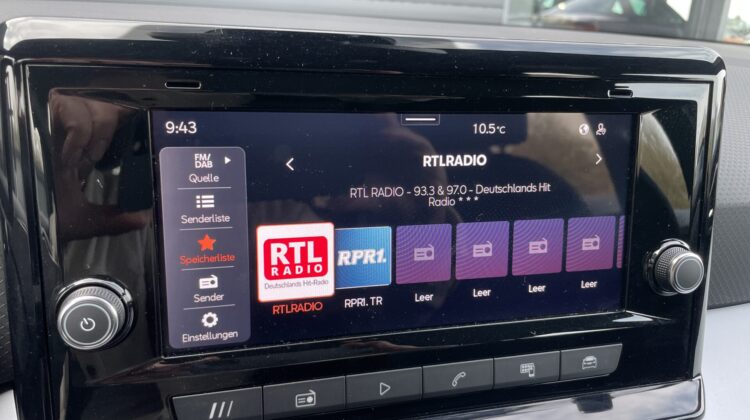 9:43
10.5°C
FM/
DAB
Quelle
Senderliste
Speicherliste
Sender
Einstellungen
RTLRADIO
RTL RADIO - 93.3 & 97.0 - Deutschlands Hit
Radio * * *
RTL
RADIO
Deutschlands Hit-Radio
RTLRADIO
RPR1.
RPR1. TR
Leer
Leer
Leer
Leer